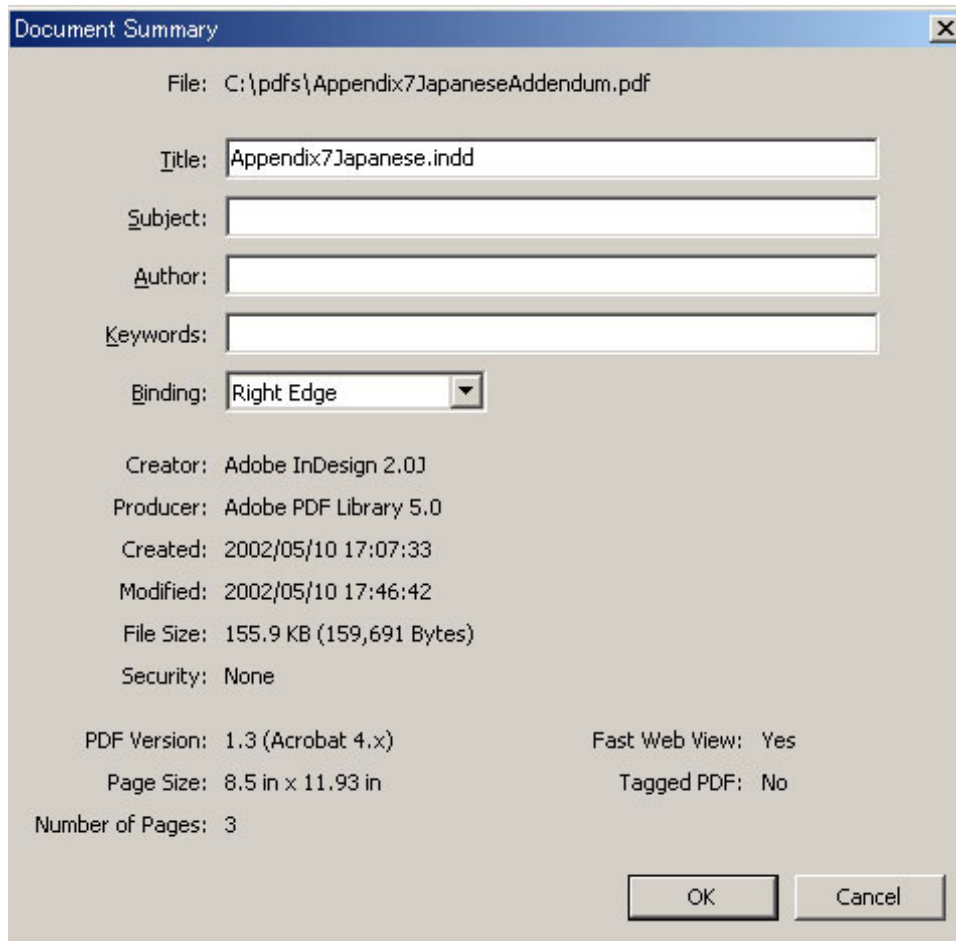 Document Summary
File: C:\pdfs\Appendix7JapaneseAddendum.pdf
Title: Appendix7Japanese.indd
Subject:
Author:
Keywords:
Binding: Right Edge
Creator: Adobe InDesign 2.0J
Producer: Adobe PDF Library 5.0
Created: 2002/05/10 17:07:33
Modified: 2002/05/10 17:46:42
File Size: 155.9 KB (159,691 Bytes)
Security: None
PDF Version: 1.3 (Acrobat 4.x) Fast Web View: Yes
Page Size: 8.5 in x 11.93 in Tagged PDF: No
Number of Pages: 3
OK Cancel